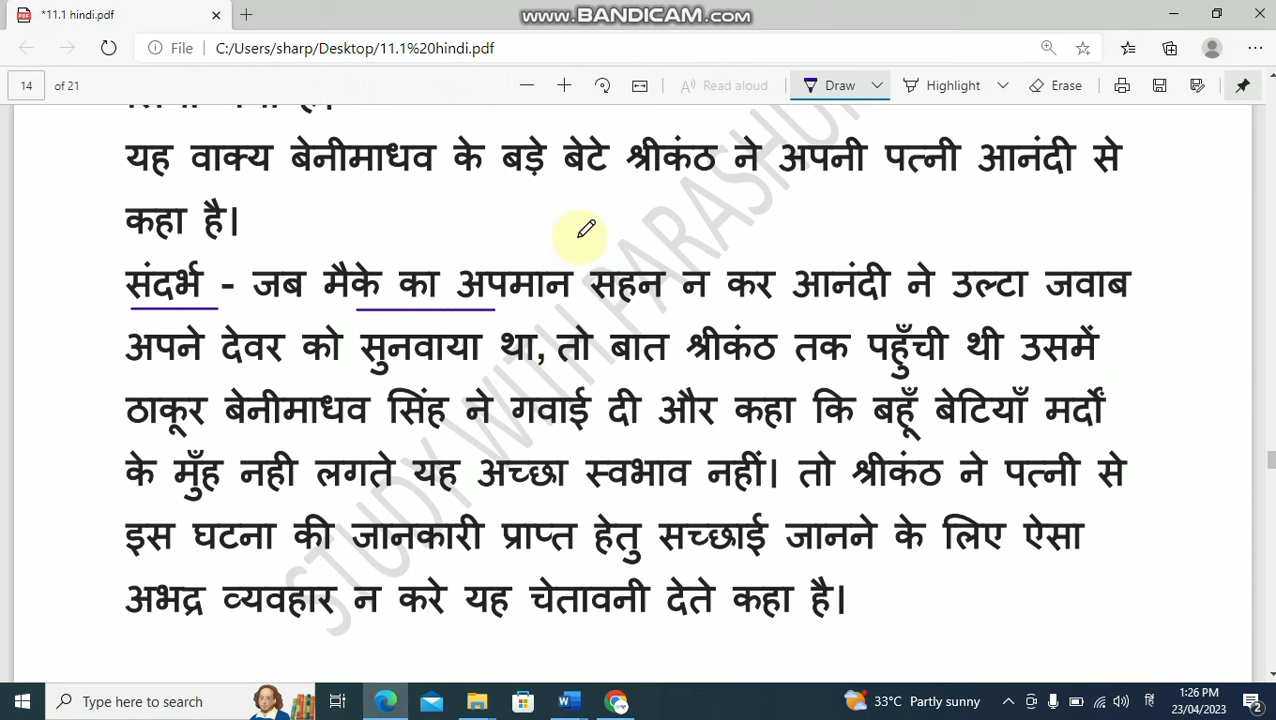 *11.1 hindi.pdf
www.BANDICAM.com
File C:/Users/sharp/Desktop/11.1%20hindi.pdf
14 of 21 Read aloud Draw Highlight Erase
यह वाक्य बेनीमाधव के बड़े बेटे श्रीकंठ ने अपनी पत्नी आनंदी से
कहा है।
संदर्भ - जब मैके का अपमान सहन न कर आनंदी ने उल्टा जवाब
अपने देवर को सुनवाया था, तो बात श्रीकंठ तक पहुँची थी उसमें
ठाकूर बेनीमाधव सिंह ने गवाई दी और कहा कि बहूँ बेटियाँ मर्दों
के मुँह नही लगते यह अच्छा स्वभाव नहीं। तो श्रीकंठ ने पत्नी से
इस घटना की जानकारी प्राप्त हेतु सच्छाई जानने के लिए ऐसा
अभद्र व्यवहार न करे यह चेतावनी देते कहा है।
STUDY WITH PARASHU
Type here to search 33°C Partly sunny 1:26 PM
23/04/2023
2